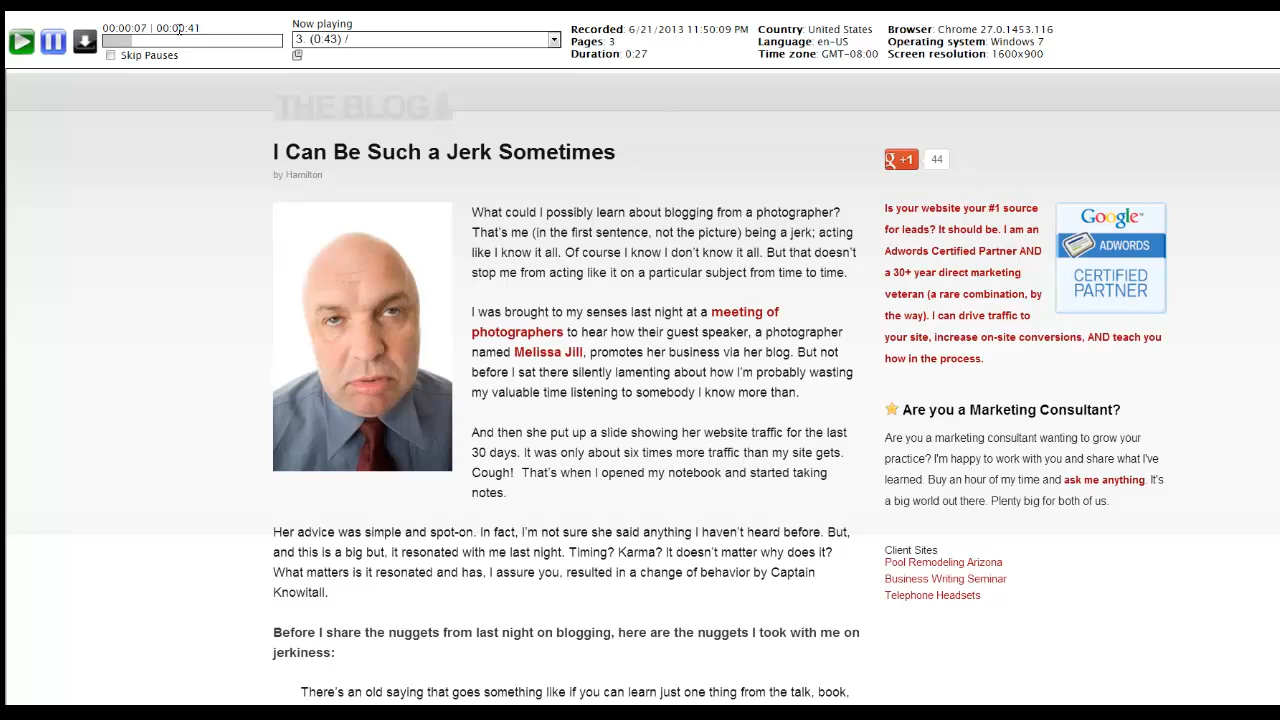 00:00:07 | 00:00:41
Skip Pauses
Now playing
3. (0:43) /
Recorded: 6/21/2013 11:50:09 PM
Pages: 3
Duration: 0:27
Country: United States
Language: en-US
Time zone: GMT-08:00
Browser: Chrome 27.0.1453.116
Operating system: Windows 7
Screen resolution: 1600x900
THE BLOG
I Can Be Such a Jerk Sometimes
by Hamilton
What could I possibly learn about blogging from a photographer?
That's me (in the first sentence, not the picture) being a jerk; acting
like I know it all. Of course I know I don't know it all. But that doesn't
stop me from acting like it on a particular subject from time to time.
I was brought to my senses last night at a meeting of
photographers to hear how their guest speaker, a photographer
named Melissa Jill, promotes her business via her blog. But not
before I sat there silently lamenting about how I'm probably wasting
my valuable time listening to somebody I know more than.
And then she put up a slide showing her website traffic for the last
30 days. It was only about six times more traffic than my site gets.
Cough!  That's when I opened my notebook and started taking
notes.
Her advice was simple and spot-on. In fact, I'm not sure she said anything I haven't heard before. But,
and this is a big but, it resonated with me last night. Timing? Karma? It doesn't matter why does it?
What matters is it resonated and has, I assure you, resulted in a change of behavior by Captain
Knowitall.
Before I share the nuggets from last night on blogging, here are the nuggets I took with me on
jerkiness:
There's an old saying that goes something like if you can learn just one thing from the talk, book,
g +1 44
Is your website your #1 source
for leads? It should be. I am an
Adwords Certified Partner AND
a 30+ year direct marketing
veteran (a rare combination, by
the way). I can drive traffic to
your site, increase on-site conversions, AND teach you
how in the process.
Google™
ADWORDS
CERTIFIED
PARTNER
Are you a Marketing Consultant?
Are you a marketing consultant wanting to grow your
practice? I'm happy to work with you and share what I've
learned. Buy an hour of my time and ask me anything. It's
a big world out there. Plenty big for both of us.
Client Sites
Pool Remodeling Arizona
Business Writing Seminar
Telephone Headsets